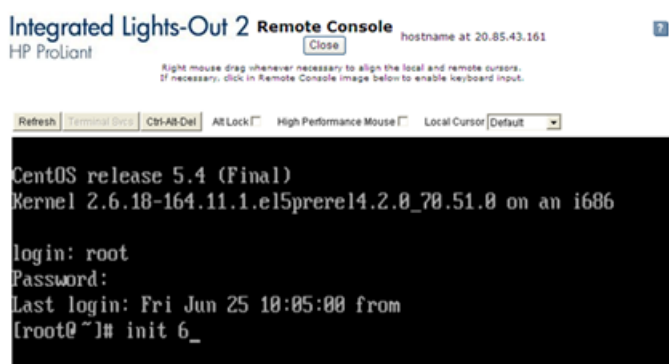 Integrated Lights-Out 2 Remote Console
HP ProLiant
Close
hostname at 20.85.43.161
?
Right mouse drag whenever necessary to align the local and remote cursors.
If necessary, click in Remote Console image below to enable keyboard input.
Refresh Terminal Svcs Ctrl-Alt-Del Alt Lock High Performance Mouse Local Cursor Default
CentOS release 5.4 (Final)
Kernel 2.6.18-164.11.1.el5prerel4.2.0_70.51.0 on an i686
login: root
Password:
Last login: Fri Jun 25 10:05:00 from
[root@ ~]# init 6_